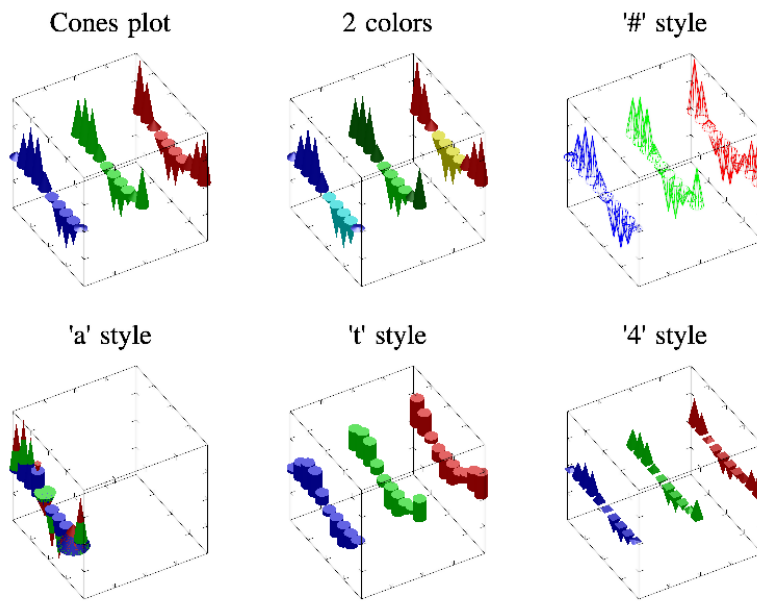 Cones plot
2 colors
'#' style
'a' style
't' style
'4' style